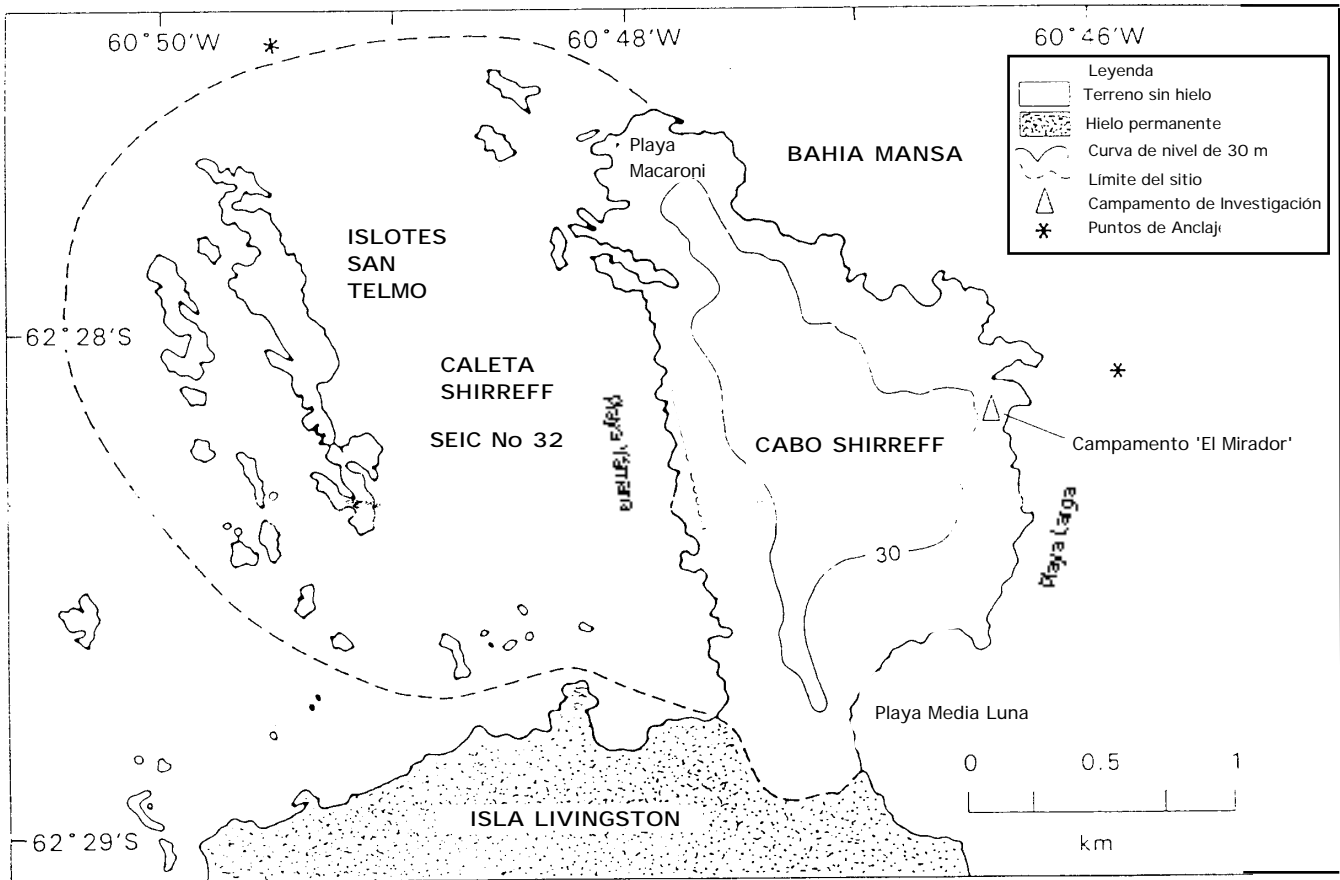 60°50'W
60°48'W
60°46'W
Leyenda
Terreno sin hielo
Hielo permanente
Curva de nivel de 30 m
Límite del sitio
Campamento de Investigación
Puntos de Anclaje
Playa
Macaroni
BAHIA MANSA
ISLOTES
SAN
TELMO
62°28'S
CALETA
SHIRREFF
SEIC No 32
CABO SHIRREFF
Campamento 'El Mirador'
Playa Larga
30
Playa Media Luna
0 0.5 1
km
ISLA LIVINGSTON
62°29'S